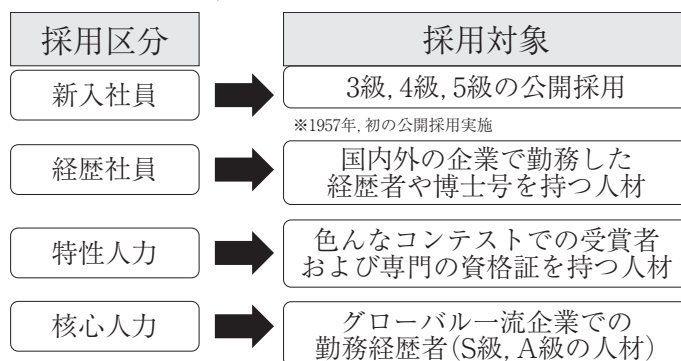 採用区分
採用対象
新入社員
3級, 4級, 5級の公開採用
※1957年, 初の公開採用実施
経歴社員
国内外の企業で勤務した
経歴者や博士号を持つ人材
特性人力
色んなコンテストでの受賞者
および専門の資格証を持つ人材
核心人力
グローバル一流企業での
勤務経歴者(S級, A級の人材)